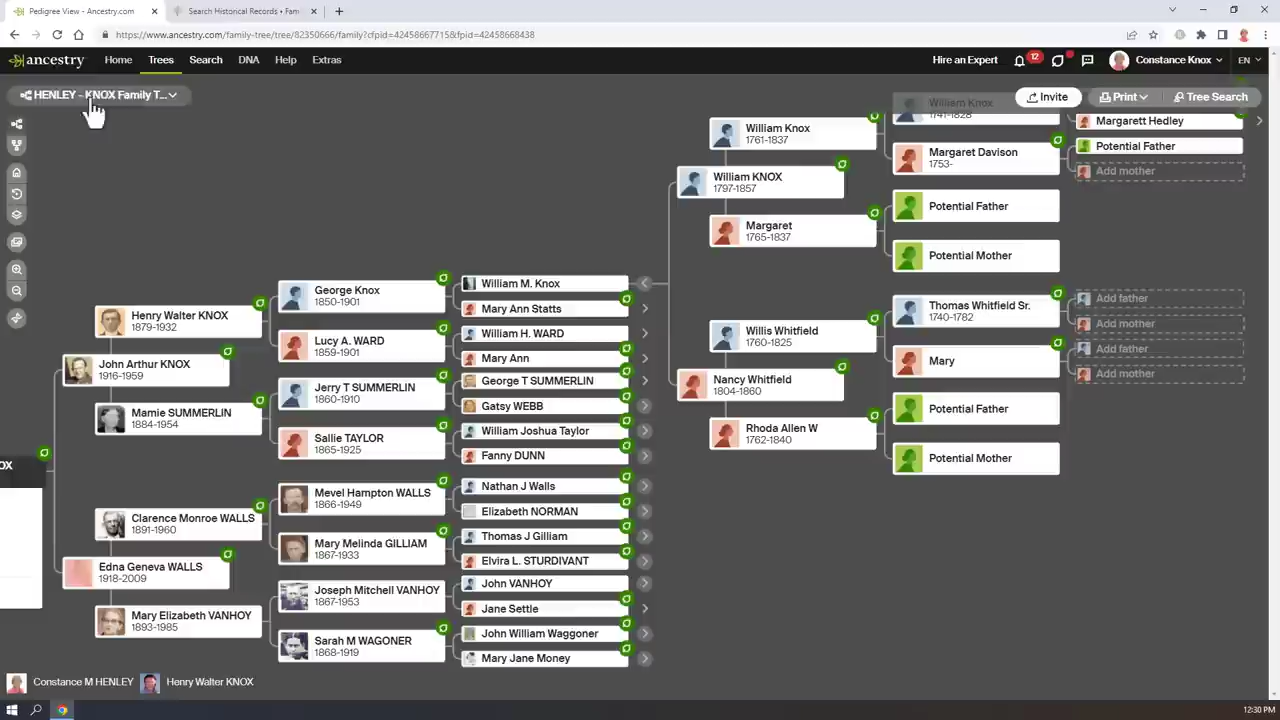 Pedigree View - Ancestry.com
Search Historical Records - Fam
https://www.ancestry.com/family-tree/tree/82350666/family?cfpid=42458667715&fpid=42458668438
ancestry
Home
Trees
Search
DNA
Help
Extras
Hire an Expert
12
Constance Knox
EN
HENLEY - KNOX Family T...
Invite
Print
Tree Search
William Knox
1741-1828
Margarett Hedley
William Knox
1761-1837
Margaret Davison
1753-
Potential Father
Add mother
William KNOX
1797-1857
Potential Father
Margaret
1765-1837
Potential Mother
George Knox
1850-1901
William M. Knox
Mary Ann Statts
Henry Walter KNOX
1879-1932
Lucy A. WARD
1859-1901
William H. WARD
Mary Ann
John Arthur KNOX
1916-1959
Jerry T SUMMERLIN
1860-1910
George T SUMMERLIN
Gatsy WEBB
Mamie SUMMERLIN
1884-1954
Sallie TAYLOR
1865-1925
William Joshua Taylor
Fanny DUNN
Thomas Whitfield Sr.
1740-1782
Add father
Add mother
Willis Whitfield
1760-1825
Mary
Add father
Add mother
Nancy Whitfield
1804-1860
Rhoda Allen W
1762-1840
Potential Father
Potential Mother
OX
Mevel Hampton WALLS
1866-1949
Nathan J Walls
Elizabeth NORMAN
Clarence Monroe WALLS
1891-1960
Mary Melinda GILLIAM
1867-1933
Thomas J Gilliam
Elvira L. STURDIVANT
Edna Geneva WALLS
1918-2009
Joseph Mitchell VANHOY
1867-1953
John VANHOY
Jane Settle
Mary Elizabeth VANHOY
1893-1985
Sarah M WAGONER
1868-1919
John William Waggoner
Mary Jane Money
Constance M HENLEY
Henry Walter KNOX
12:30 PM